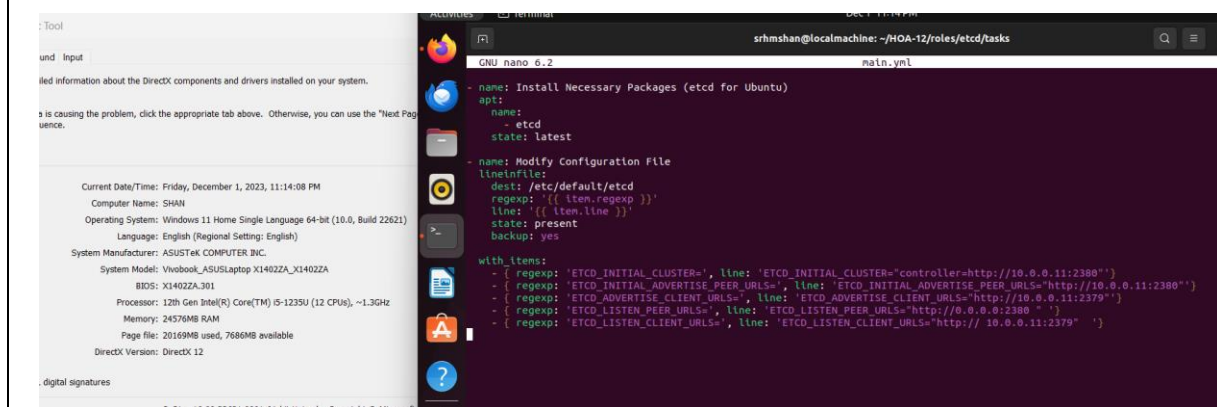 : Tool
und Input
iled information about the DirectX components and drivers installed on your system.
a is causing the problem, click the appropriate tab above. Otherwise, you can use the "Next Pag
uence.
Current Date/Time: Friday, December 1, 2023, 11:14:08 PM
Computer Name: SHAN
Operating System: Windows 11 Home Single Language 64-bit (10.0, Build 22621)
Language: English (Regional Setting: English)
System Manufacturer: ASUSTeK COMPUTER INC.
System Model: Vivobook_ASUSLaptop X1402ZA_X1402ZA
BIOS: X1402ZA.301
Processor: 12th Gen Intel(R) Core(TM) i5-1235U (12 CPUs), ~1.3GHz
Memory: 24576MB RAM
Page file: 20169MB used, 7686MB available
DirectX Version: DirectX 12
digital signatures
Activities Terminal Dec 1 11:14 PM
srhmshan@localmachine: ~/HOA-12/roles/etcd/tasks
GNU nano 6.2 main.yml
- name: Install Necessary Packages (etcd for Ubuntu)
apt:
name:
- etcd
state: latest
- name: Modify Configuration File
lineinfile:
dest: /etc/default/etcd
regexp: '{{ item.regexp }}'
line: '{{ item.line }}'
state: present
backup: yes
with_items:
- { regexp: 'ETCD_INITIAL_CLUSTER=', line: 'ETCD_INITIAL_CLUSTER="controller=http://10.0.0.11:2380"'}
- { regexp: 'ETCD_INITIAL_ADVERTISE_PEER_URLS=', line: 'ETCD_INITIAL_ADVERTISE_PEER_URLS="http://10.0.0.11:2380"'}
- { regexp: 'ETCD_ADVERTISE_CLIENT_URLS=', line: 'ETCD_ADVERTISE_CLIENT_URLS="http://10.0.0.11:2379"'}
- { regexp: 'ETCD_LISTEN_PEER_URLS=', line: 'ETCD_LISTEN_PEER_URLS="http://0.0.0.0:2380 " '}
- { regexp: 'ETCD_LISTEN_CLIENT_URLS=', line: 'ETCD_LISTEN_CLIENT_URLS="http:// 10.0.0.11:2379"  '}